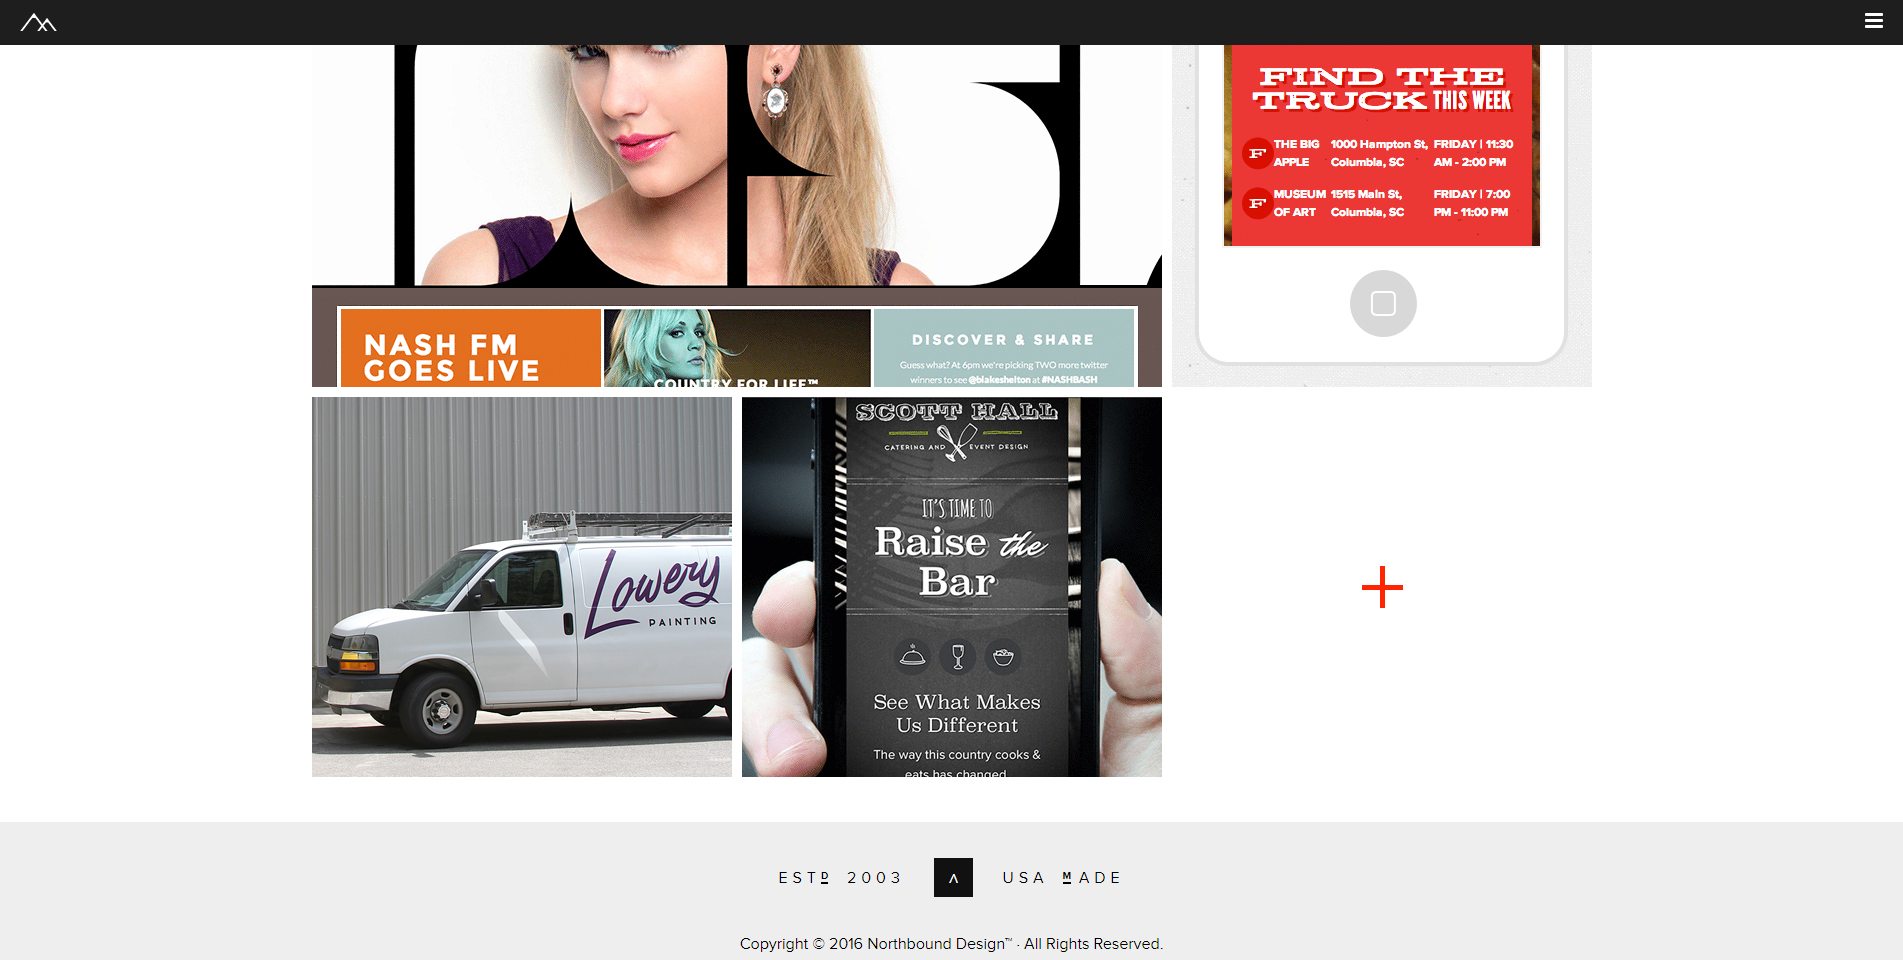 FIND THE
TRUCK THIS WEEK
THE BIG APPLE 1000 Hampton St, Columbia, SC FRIDAY | 11:30 AM - 2:00 PM
MUSEUM OF ART 1515 Main St, Columbia, SC FRIDAY | 7:00 PM - 11:00 PM
NASH FM
GOES LIVE
COUNTRY FOR LIFE™
DISCOVER & SHARE
Guess what? At 6pm we're picking TWO more twitter
winners to see @blakeshelton at #NASHBASH
Lowery
PAINTING
SCOTT HALL
CATERING AND EVENT DESIGN
IT'S TIME TO
Raise the
Bar
See What Makes
Us Different
The way this country cooks &
eats has changed
ESTD 2003 ^ USA MADE
Copyright © 2016 Northbound Design™ · All Rights Reserved.